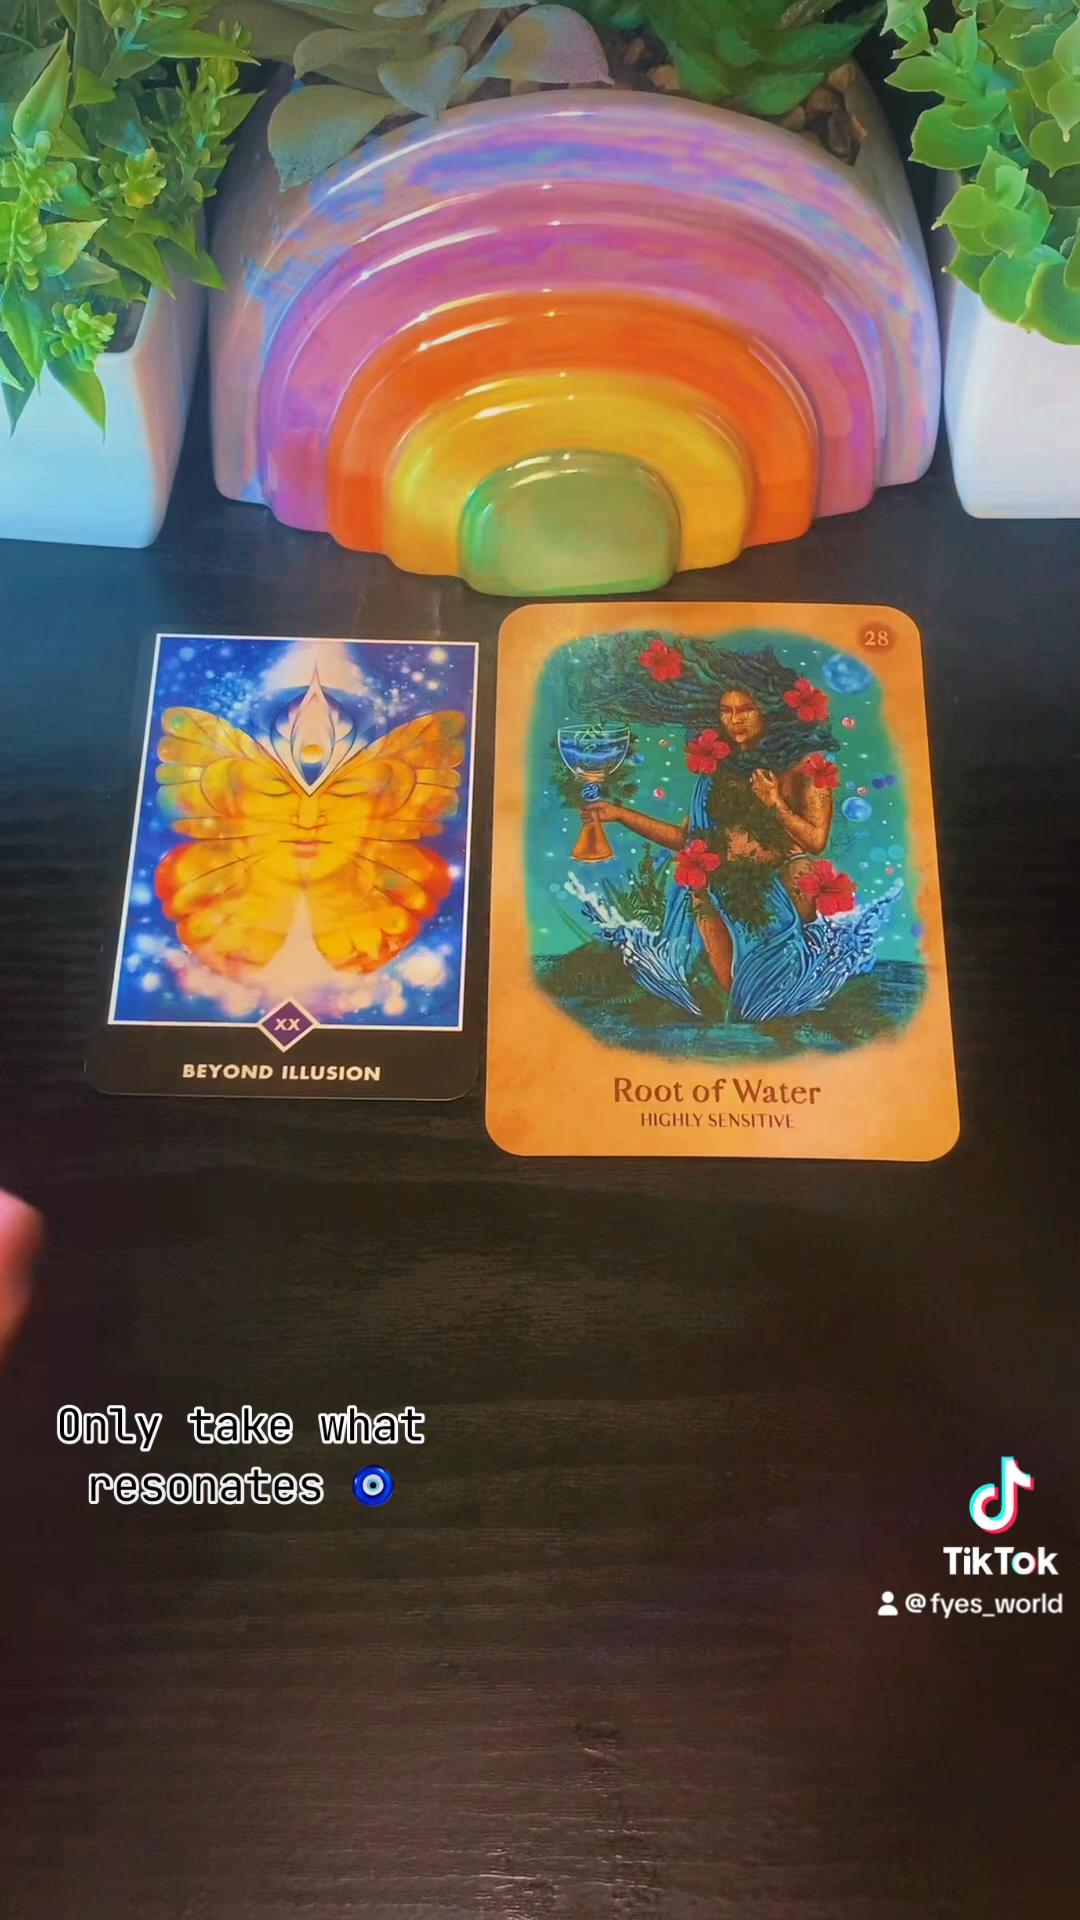 28
XX
BEYOND ILLUSION
Root of Water
HIGHLY SENSITIVE
Only take what
resonates 🧿
TikTok
@fyes_world